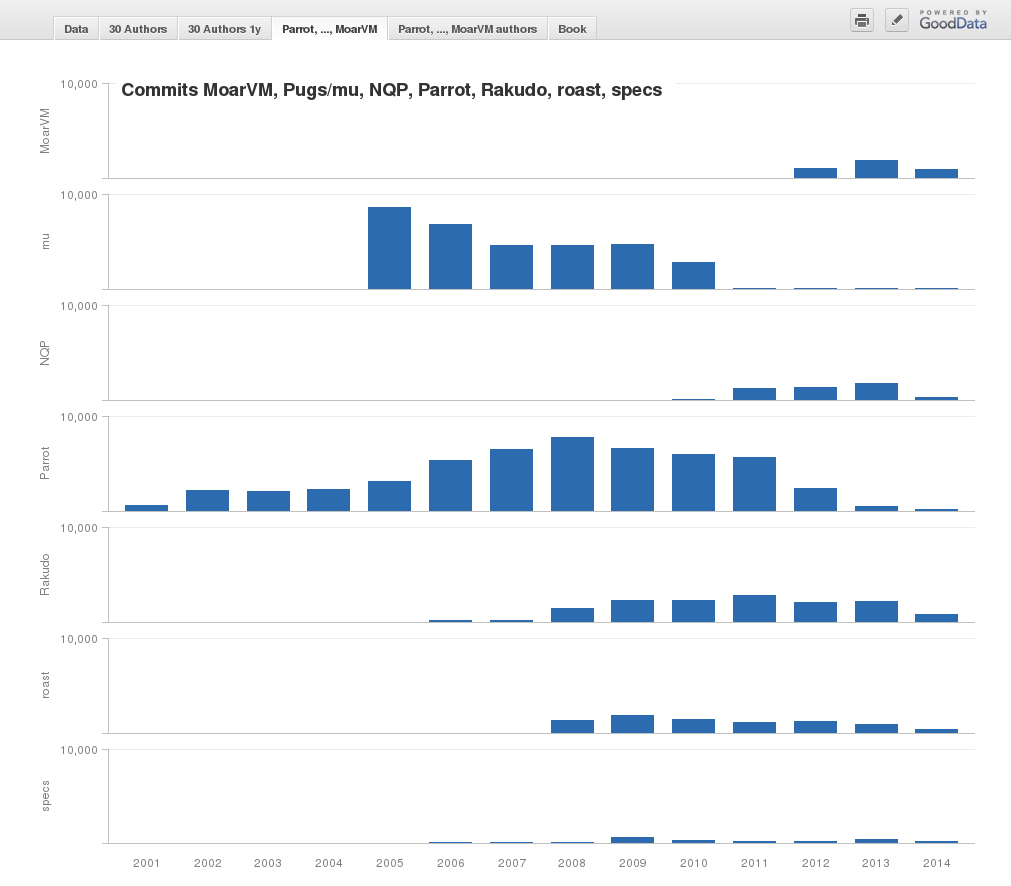 Data 30 Authors 30 Authors 1y Parrot, ..., MoarVM Parrot, ..., MoarVM authors Book
POWERED BY
GoodData
Commits MoarVM, Pugs/mu, NQP, Parrot, Rakudo, roast, specs
10,000
MoarVM
10,000
mu
10,000
NQP
10,000
Parrot
10,000
Rakudo
10,000
roast
10,000
specs
2001 2002 2003 2004 2005 2006 2007 2008 2009 2010 2011 2012 2013 2014